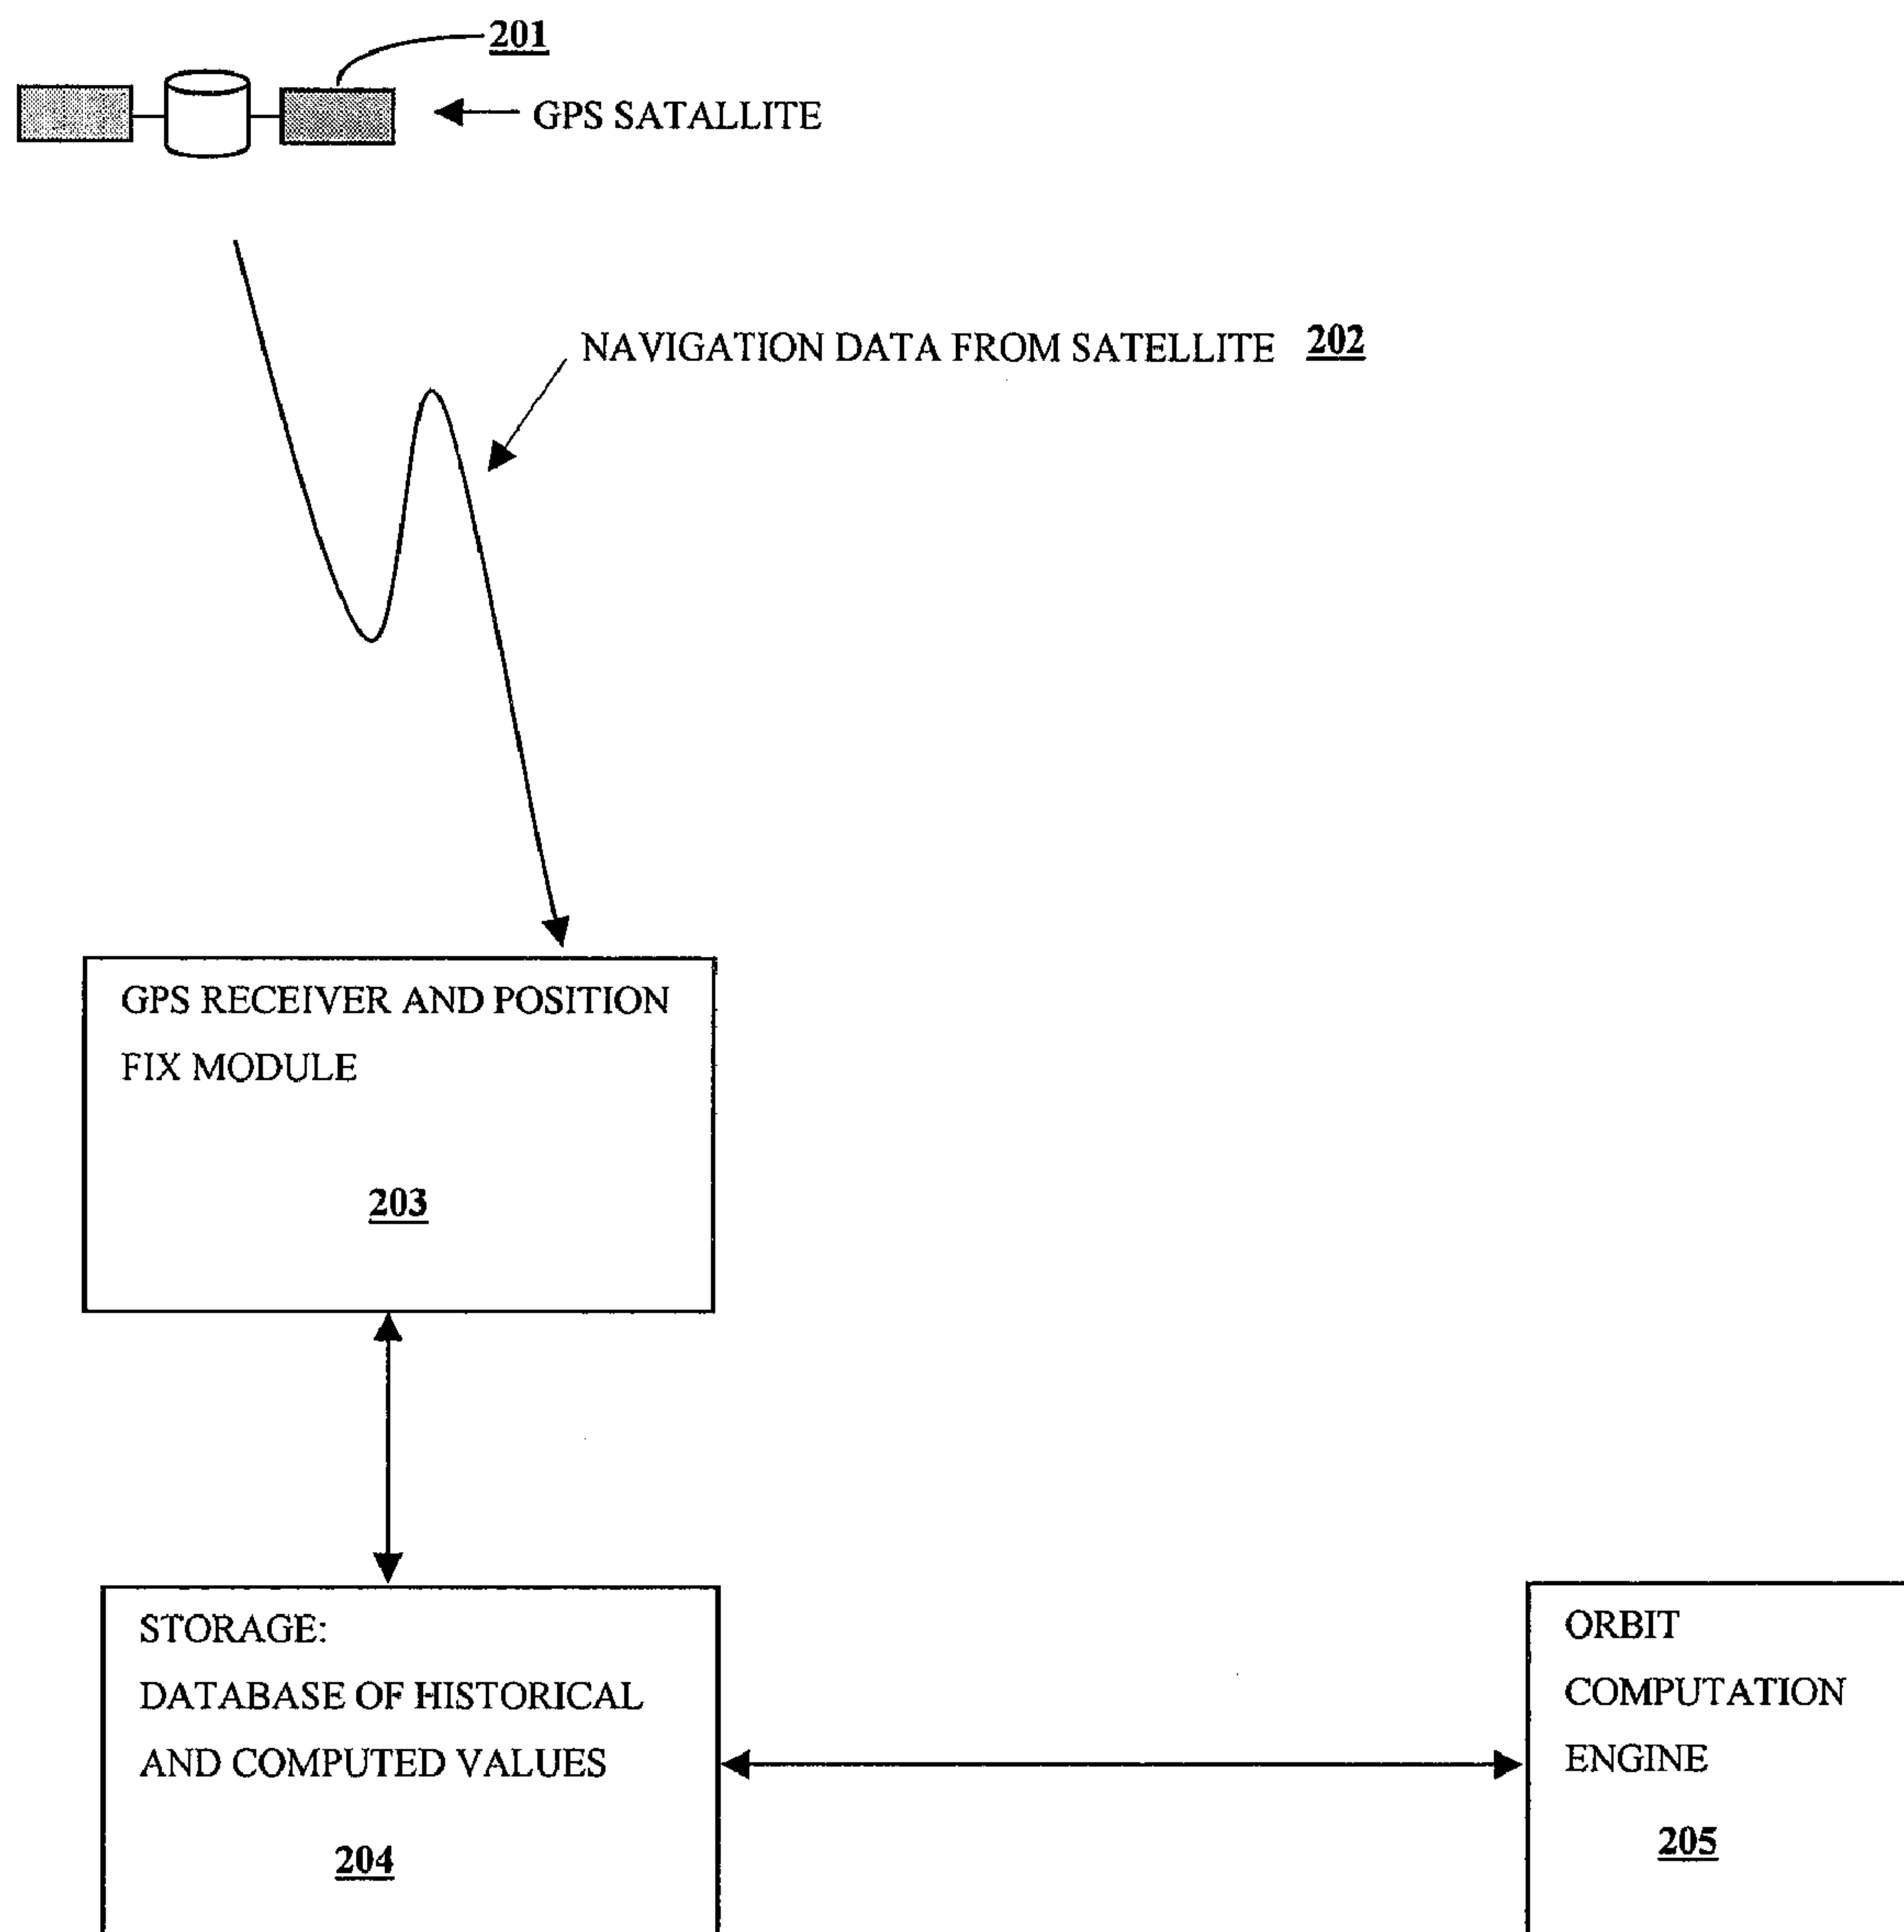 201
GPS SATALLITE
NAVIGATION DATA FROM SATELLITE 202
GPS RECEIVER AND POSITION
FIX MODULE
203
STORAGE:
DATABASE OF HISTORICAL
AND COMPUTED VALUES
204
ORBIT
COMPUTATION
ENGINE
205